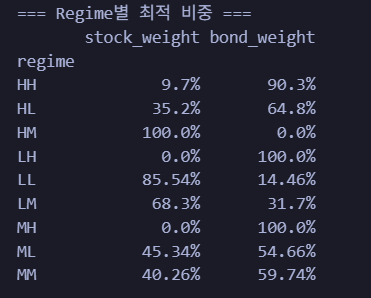 === Regime별 최적 비중 ===
stock_weight bond_weight
regime
HH 9.7% 90.3%
HL 35.2% 64.8%
HM 100.0% 0.0%
LH 0.0% 100.0%
LL 85.54% 14.46%
LM 68.3% 31.7%
MH 0.0% 100.0%
ML 45.34% 54.66%
MM 40.26% 59.74%